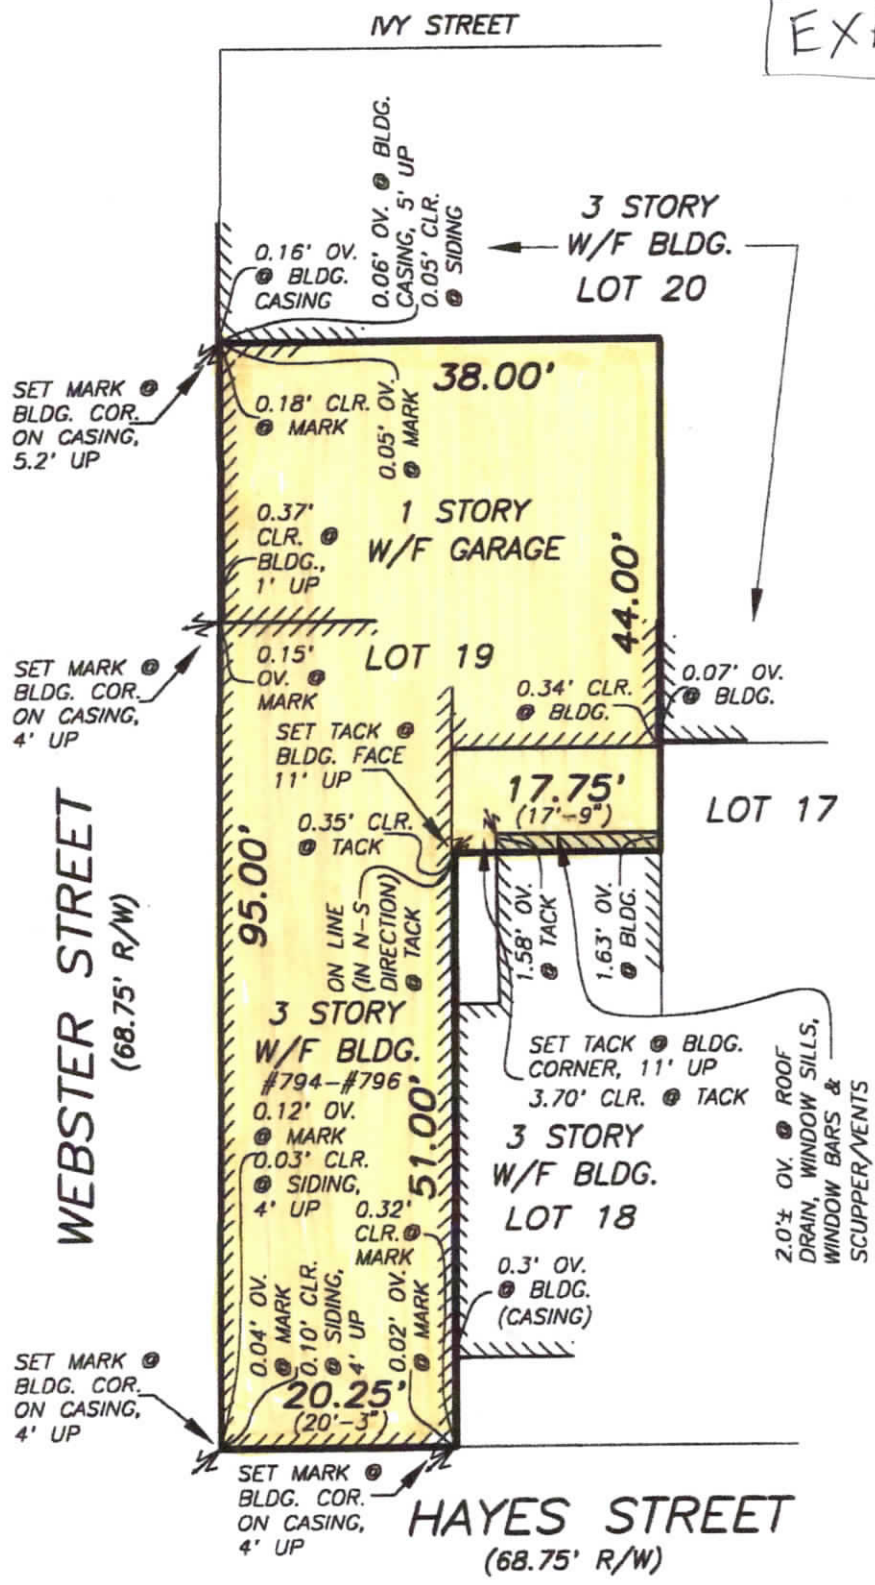 IVY STREET
0.16' OV.
@ BLDG.
CASING
0.06' OV. @ BLDG.
CASING, 5' UP
0.05' CLR.
@ SIDING
3 STORY
W/F BLDG.
LOT 20
SET MARK @
BLDG. COR.
ON CASING,
5.2' UP
0.18' CLR.
@ MARK
0.05' OV.
@ MARK
38.00'
0.37'
CLR. @
BLDG.,
1' UP
1 STORY
W/F GARAGE
44.00'
SET MARK @
BLDG. COR.
ON CASING,
4' UP
0.15'
OV. @
MARK
LOT 19
0.34' CLR.
@ BLDG.
0.07' OV.
@ BLDG.
SET TACK @
BLDG. FACE
11' UP
17.75'
(17'-9")
LOT 17
0.35' CLR.
@ TACK
WEBSTER STREET
(68.75' R/W)
95.00'
ON LINE
(IN N-S
DIRECTION)
@ TACK
1.58' OV.
@ TACK
1.63' OV.
@ BLDG.
3 STORY
W/F BLDG.
#794-#796
SET TACK @ BLDG.
CORNER, 11' UP
3.70' CLR. @ TACK
2.0'± OV. @ ROOF
DRAIN, WINDOW SILLS,
WINDOW BARS &
SCUPPER/VENTS
0.12' OV.
@ MARK
0.03' CLR.
@ SIDING,
4' UP
51.00'
0.32'
CLR. @
MARK
3 STORY
W/F BLDG.
LOT 18
0.3' OV.
@ BLDG.
(CASING)
0.04' OV.
@ MARK
0.10' CLR.
@ SIDING,
4' UP
0.02' OV.
@ MARK
20.25'
(20'-3")
SET MARK @
BLDG. COR.
ON CASING,
4' UP
SET MARK @
BLDG. COR.
ON CASING,
4' UP
HAYES STREET
(68.75' R/W)